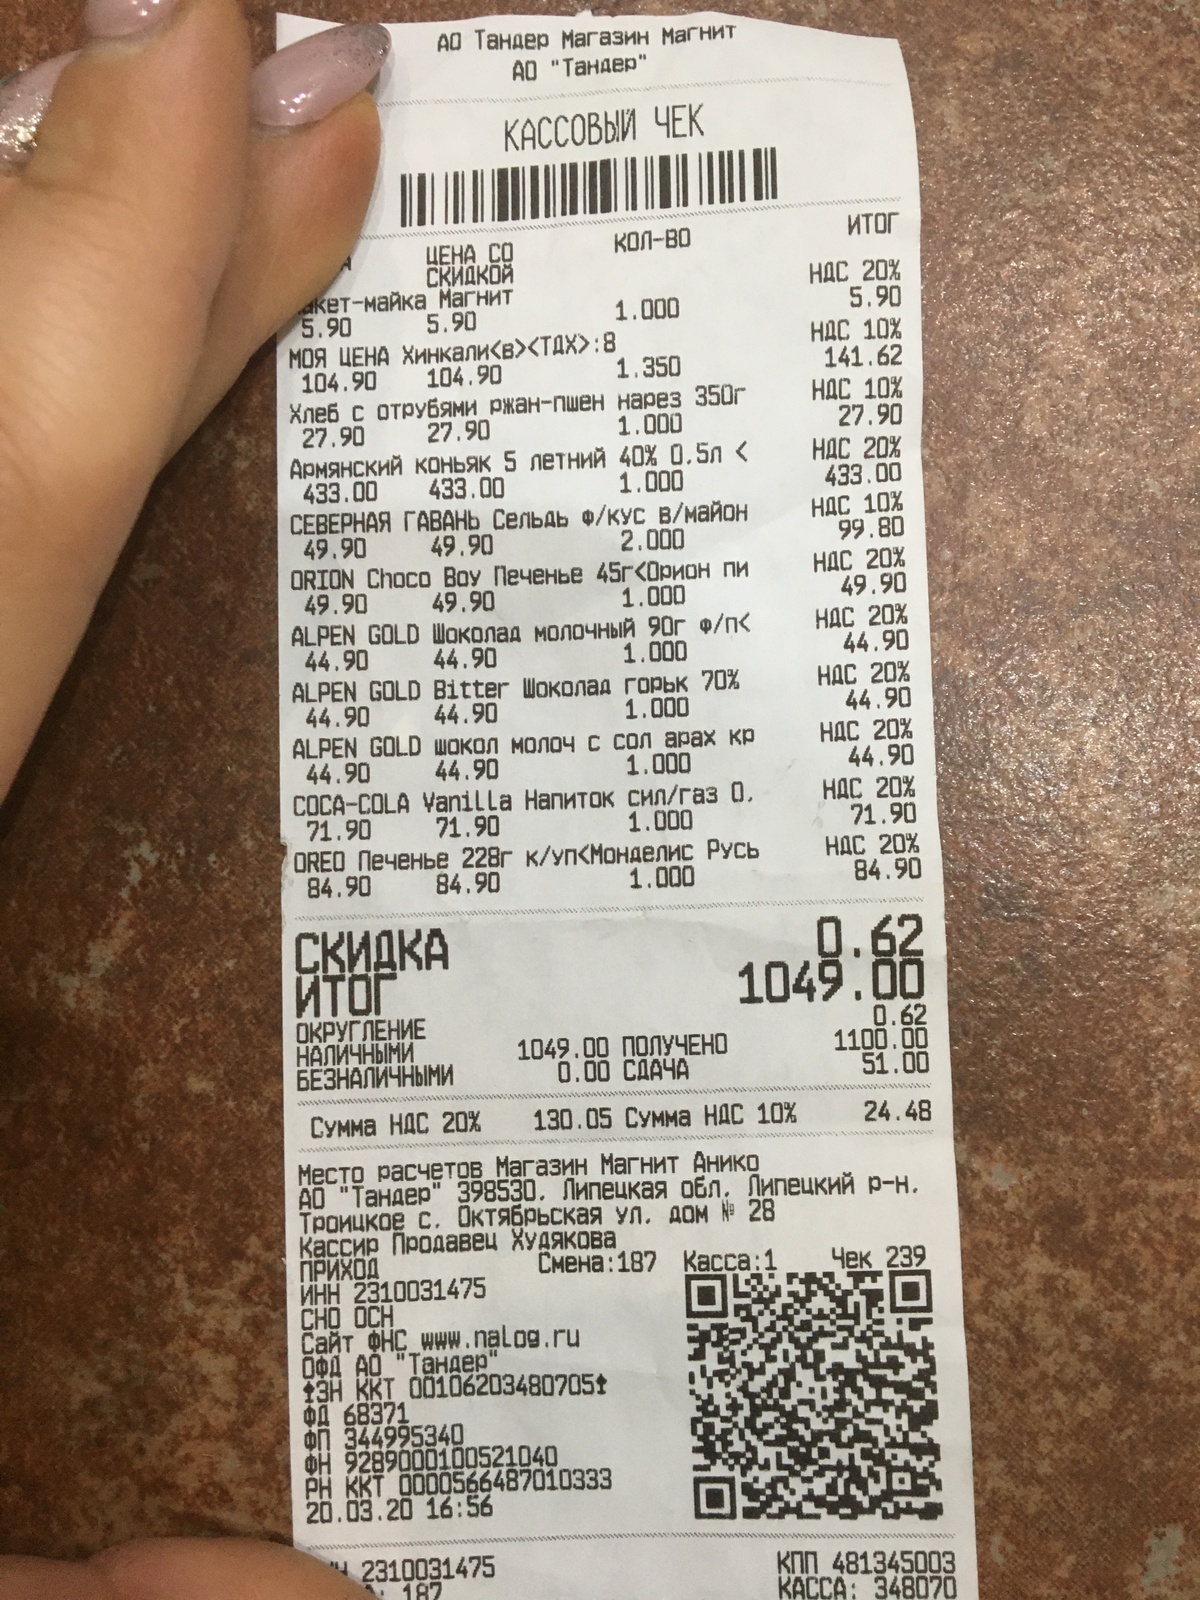 АО Тандер Магазин Магнит
АО "Тандер"
КАССОВЫЙ ЧЕК
ЦЕНА СО СКИДКОЙ КОЛ-ВО ИТОГ
НДС 20%
акет-майка Магнит
5.90 5.90 1.000 5.90
МОЯ ЦЕНА Хинкали<в><ТДХ>:8 НДС 10%
104.90 104.90 1.350 141.62
Хлеб с отрубями ржан-пшен нарез 350г НДС 10%
27.90 27.90 1.000 27.90
Армянский коньяк 5 летний 40% 0.5л < НДС 20%
433.00 433.00 1.000 433.00
СЕВЕРНАЯ ГАВАНЬ Сельдь ф/кус в/майон НДС 10%
49.90 49.90 2.000 99.80
ORION Choco Boy Печенье 45г<Орион пи НДС 20%
49.90 49.90 1.000 49.90
ALPEN GOLD Шоколад молочный 90г ф/п< НДС 20%
44.90 44.90 1.000 44.90
ALPEN GOLD Bitter Шоколад горьк 70% НДС 20%
44.90 44.90 1.000 44.90
ALPEN GOLD шокол молоч с сол арах кр НДС 20%
44.90 44.90 1.000 44.90
COCA-COLA Vanilla Напиток сил/газ 0. НДС 20%
71.90 71.90 1.000 71.90
OREO Печенье 228г к/уп<Монделис Русь НДС 20%
84.90 84.90 1.000 84.90
СКИДКА 0.62
ИТОГ 1049.00
ОКРУГЛЕНИЕ 0.62
НАЛИЧНЫМИ 1049.00 ПОЛУЧЕНО 1100.00
БЕЗНАЛИЧНЫМИ 0.00 СДАЧА 51.00
Сумма НДС 20% 130.05 Сумма НДС 10% 24.48
Место расчетов Магазин Магнит Анико
АО "Тандер" 398530. Липецкая обл. Липецкий р-н.
Троицкое с. Октябрьская ул. дом № 28
Кассир Продавец Худякова
ПРИХОД Смена:187 Касса:1 Чек 239
ИНН 2310031475
СНО ОСН
Сайт ФНС www.nalog.ru
ОФД АО "Тандер"
ЗН ККТ 00106203480705
ФД 68371
ФП 344995340
ФН 9289000100521040
РН ККТ 0000566487010333
20.03.20 16:56
2310031475 КПП 481345003
187 КАССА: 348070